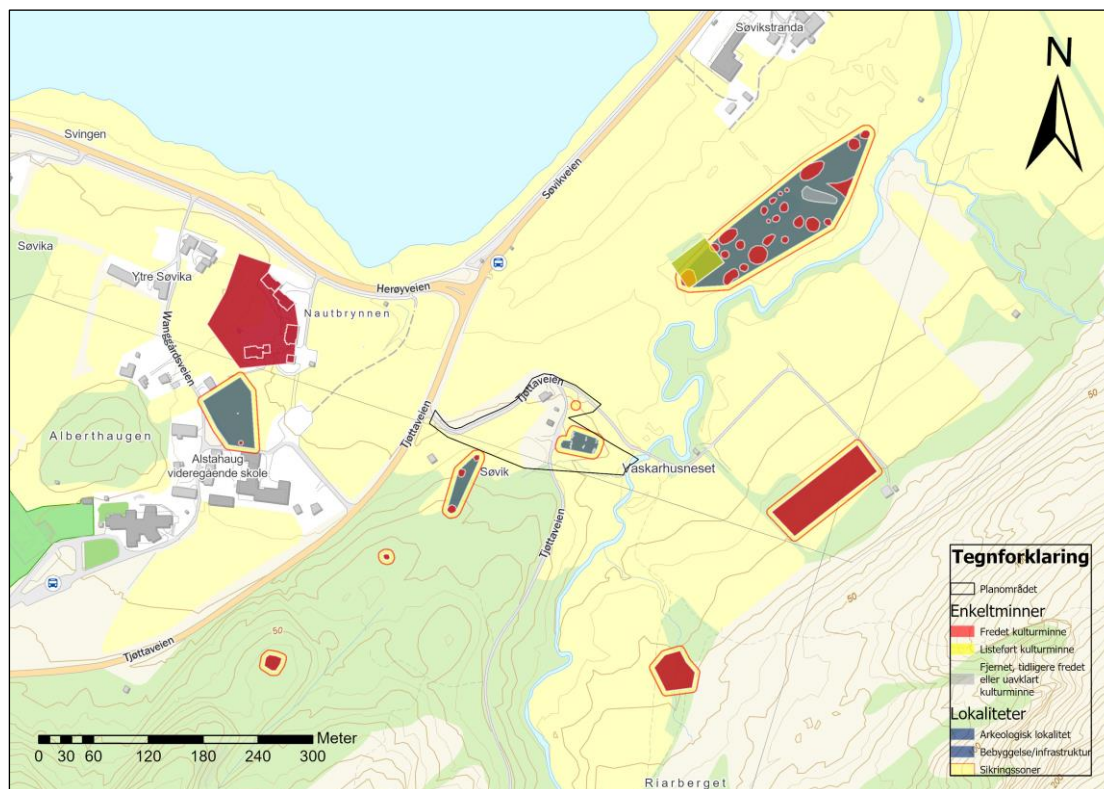 Søvikstranda
N
Svingen
Søvikveien
Søvika
Ytre Søvika
Herøyveien
Nautbrynnen
Wanggårdsveien
Tjøttaveien
Tjøttaveien
Alberthaugen
Alstahaug
videregående skole
Søvik
Vaskarhusneset
Tjøttaveien
50
50
50
Tjøttaveien
Riarberget
Meter
0 30 60 120 180 240 300
Tegnforklaring
Planområdet
Enkeltminner
Fredet kulturminne
Listeført kulturminne
Fjernet, tidligere fredet
eller uavklart
kulturminne
Lokaliteter
Arkeologisk lokalitet
Bebyggelse/infrastruktur
Sikringssoner